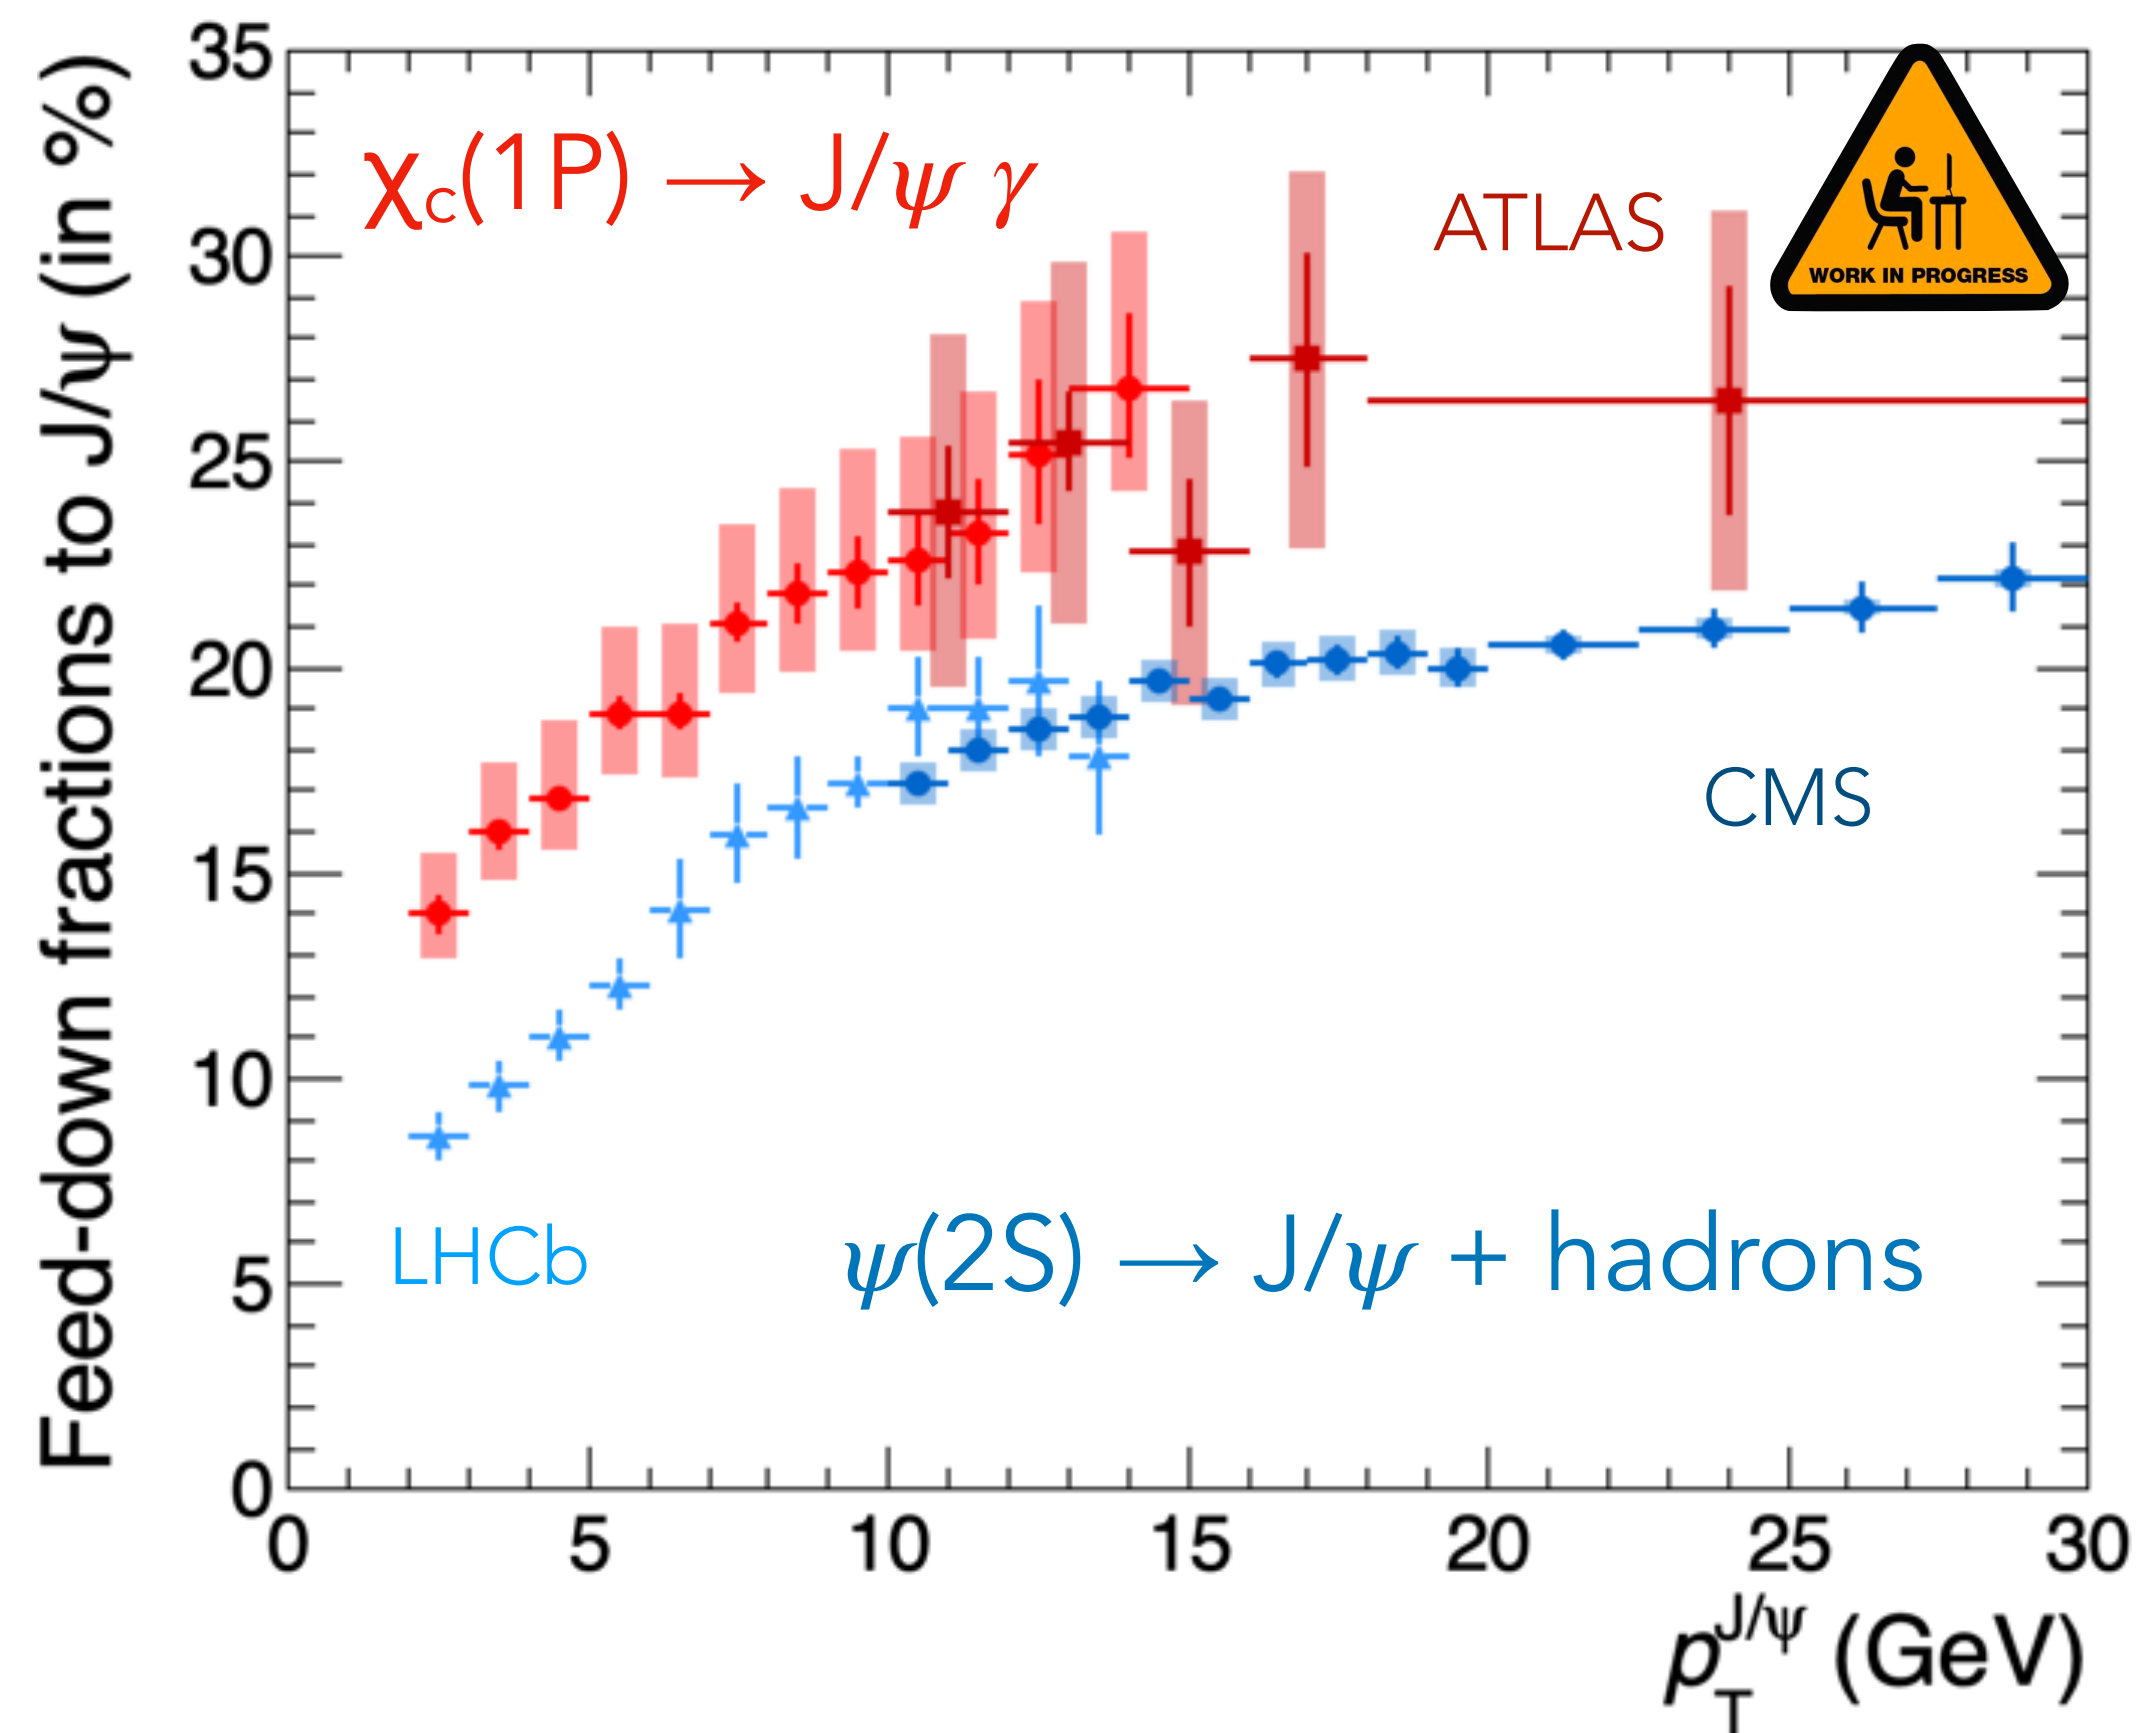 Feed-down fractions to J/ψ (in %)
35
30
25
20
15
10
5
0
χc(1P) → J/ψ γ
ATLAS
WORK IN PROGRESS
CMS
LHCb
ψ(2S) → J/ψ + hadrons
0 5 10 15 20 25 30
p_T^J/ψ (GeV)